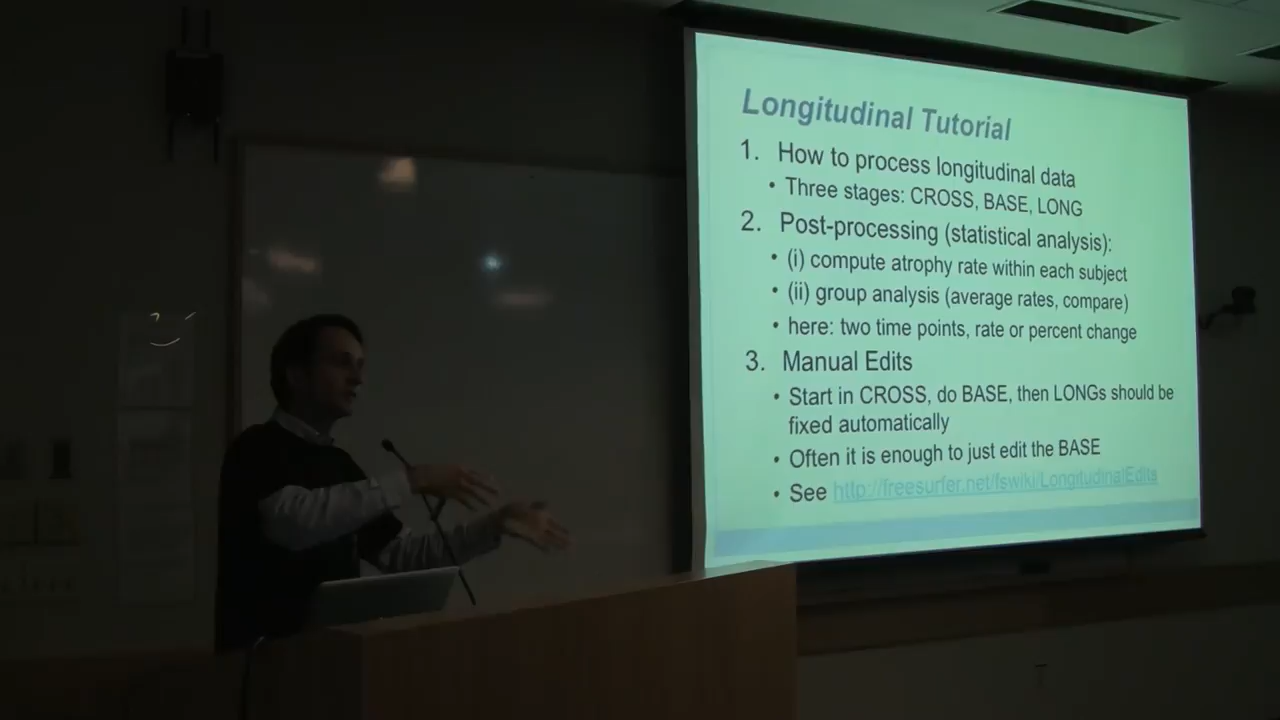 Longitudinal Tutorial
1. How to process longitudinal data
• Three stages: CROSS, BASE, LONG
2. Post-processing (statistical analysis):
• (i) compute atrophy rate within each subject
• (ii) group analysis (average rates, compare)
• here: two time points, rate or percent change
3. Manual Edits
• Start in CROSS, do BASE, then LONGs should be
fixed automatically
• Often it is enough to just edit the BASE
• See http://freesurfer.net/fswiki/LongitudinalEdits